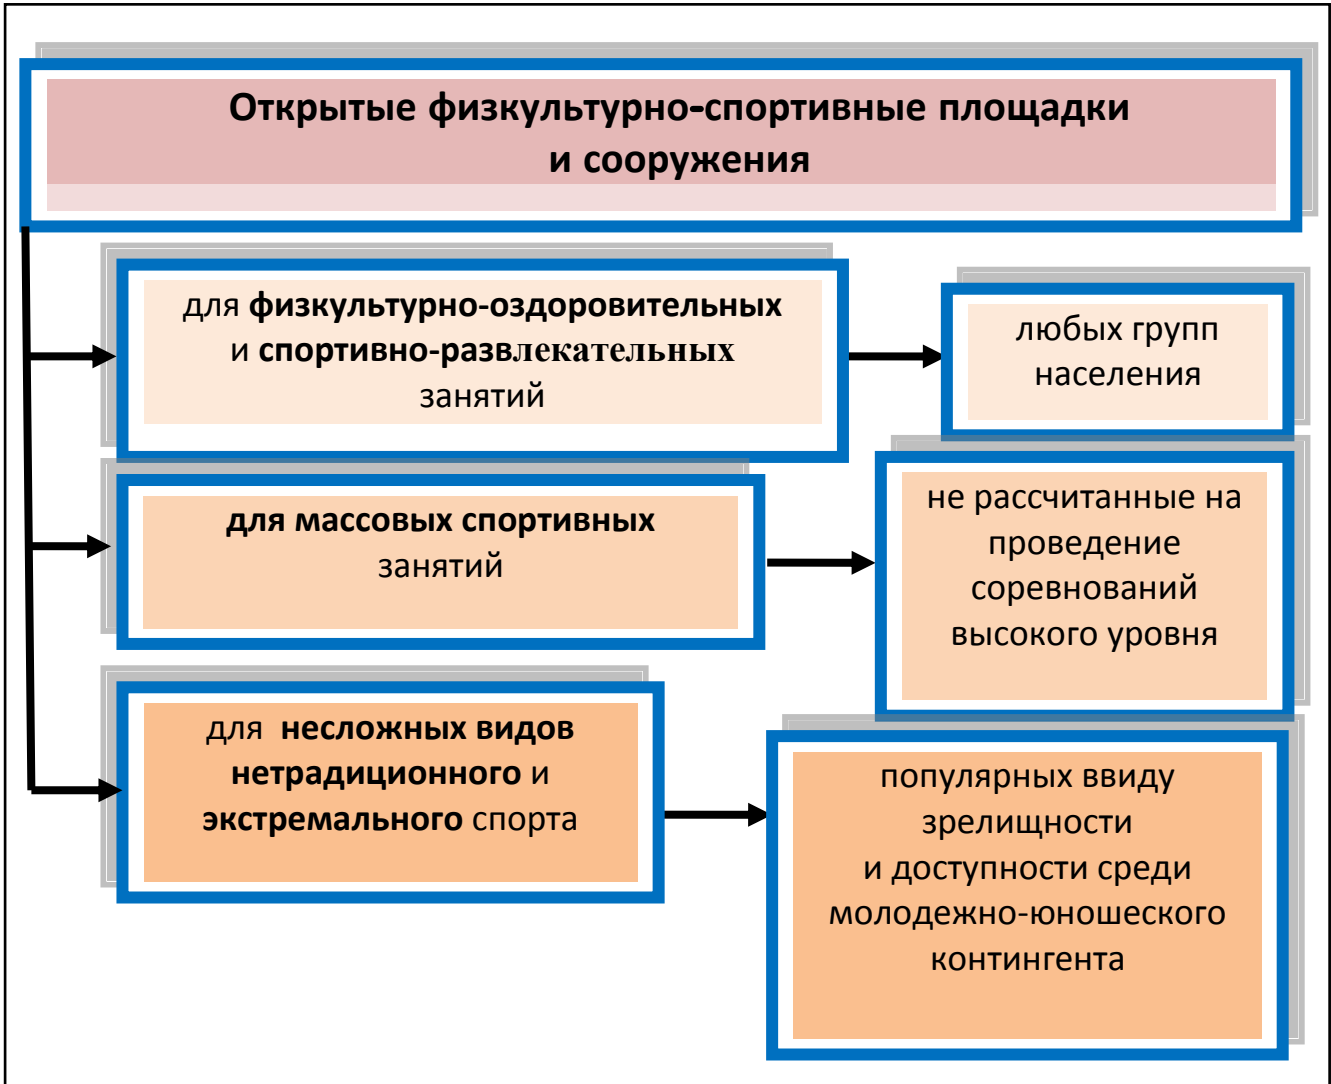 Открытые физкультурно-спортивные площадки
и сооружения
для физкультурно-оздоровительных
и спортивно-развлекательных
занятий
любых групп
населения
для массовых спортивных
занятий
не рассчитанные на
проведение
соревнований
высокого уровня
для несложных видов
нетрадиционного и
экстремального спорта
популярных ввиду
зрелищности
и доступности среди
молодежно-юношеского
контингента